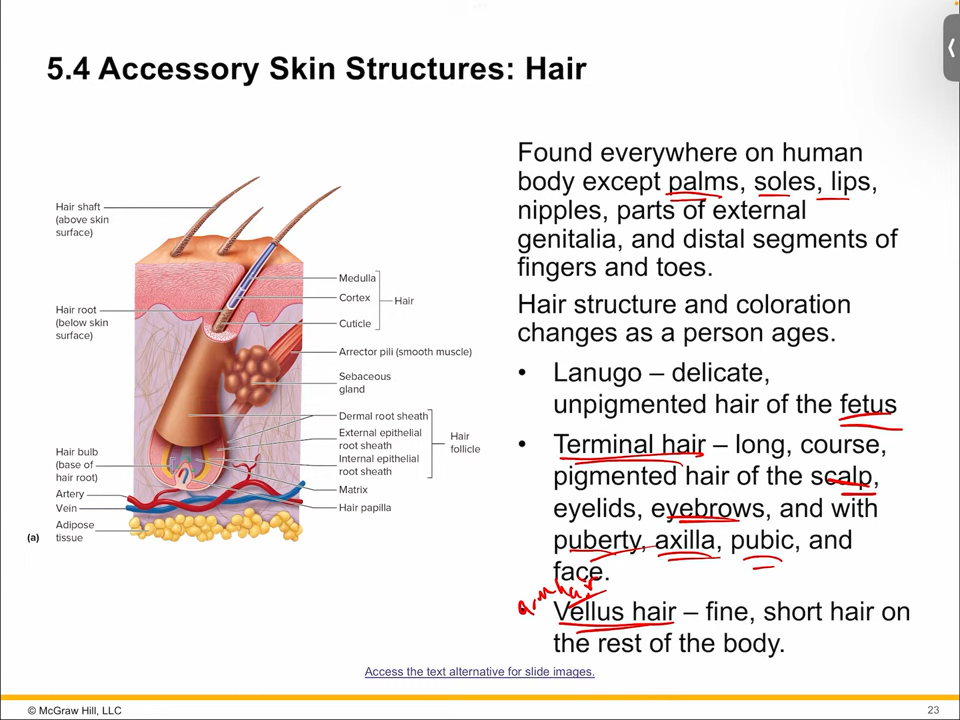 5.4 Accessory Skin Structures: Hair
Hair shaft
(above skin
surface)
Hair root
(below skin
surface)
Hair bulb
(base of
hair root)
Artery
Vein
Adipose
tissue
(a)
Medulla
Cortex
Cuticle
Hair
Arrector pili (smooth muscle)
Sebaceous
gland
Dermal root sheath
External epithelial
root sheath
Internal epithelial
root sheath
Hair
follicle
Matrix
Hair papilla
Found everywhere on human
body except palms, soles, lips,
nipples, parts of external
genitalia, and distal segments of
fingers and toes.
Hair structure and coloration
changes as a person ages.
• Lanugo – delicate,
unpigmented hair of the fetus
• Terminal hair – long, course,
pigmented hair of the scalp,
eyelids, eyebrows, and with
puberty, axilla, pubic, and
face.
arm hair
• Vellus hair – fine, short hair on
the rest of the body.
Access the text alternative for slide images.
© McGraw Hill, LLC
23